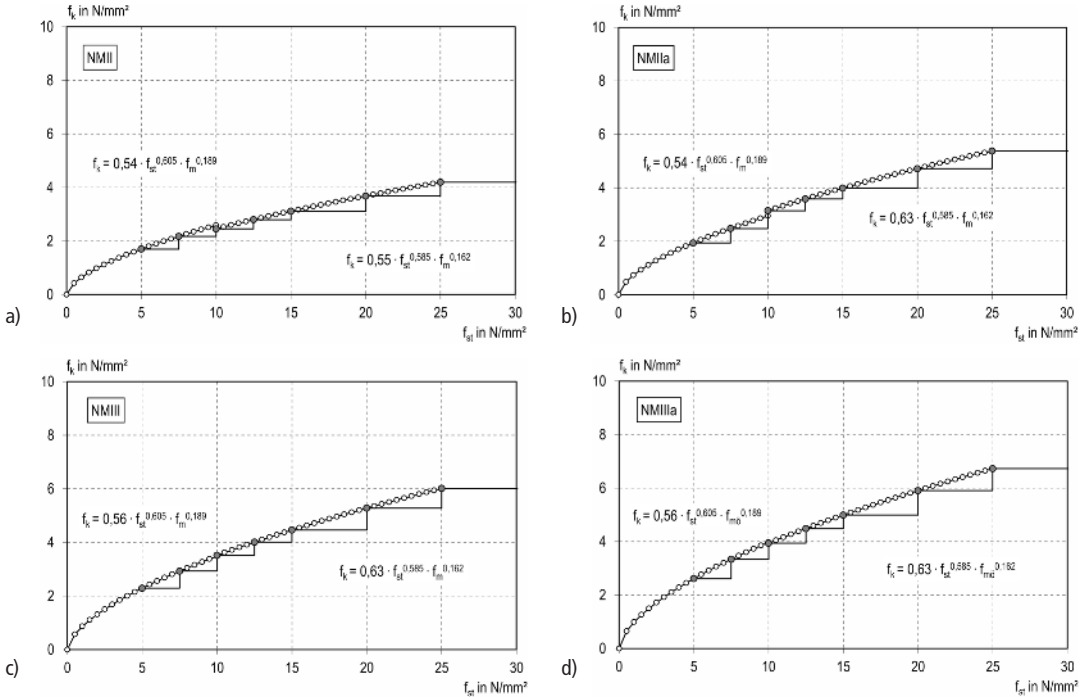 f_k in N/mm²
10
NMII
8
6
f_k = 0,54 · f_st^0,605 · f_m^0,189
4
2
f_k = 0,55 · f_st^0,585 · f_m^0,162
0
0 5 10 15 20 25 30
a)
f_st in N/mm²
f_k in N/mm²
10
NMIIa
8
6
f_k = 0,54 · f_st^0,605 · f_m^0,189
4
f_k = 0,63 · f_st^0,585 · f_m^0,162
2
0
0 5 10 15 20 25 30
b)
f_st in N/mm²
f_k in N/mm²
10
NMIII
8
6
f_k = 0,56 · f_st^0,605 · f_m^0,189
4
f_k = 0,63 · f_st^0,585 · f_m^0,162
2
0
0 5 10 15 20 25 30
c)
f_st in N/mm²
f_k in N/mm²
10
NMIIIa
8
6
f_k = 0,56 · f_st^0,605 · f_mö^0,189
4
f_k = 0,63 · f_st^0,585 · f_mö^0,162
2
0
0 5 10 15 20 25 30
d)
f_st in N/mm²